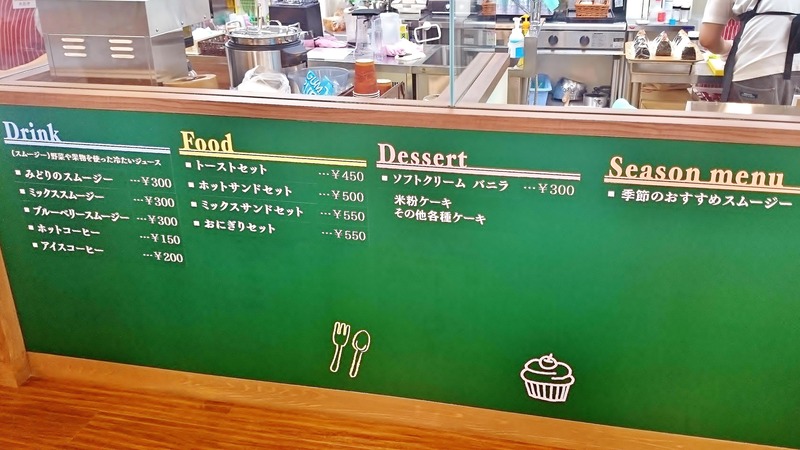 Drink
(スムージー)野菜や果物を使った冷たいジュース
■ みどりのスムージー …¥300
■ ミックススムージー …¥300
■ ブルーベリースムージー …¥300
■ ホットコーヒー …¥150
■ アイスコーヒー …¥200
Food
■ トーストセット …¥450
■ ホットサンドセット …¥500
■ ミックスサンドセット …¥550
■ おにぎりセット …¥550
Dessert
■ ソフトクリーム バニラ …¥300
米粉ケーキ
その他各種ケーキ
Season menu
■ 季節のおすすめスムージー